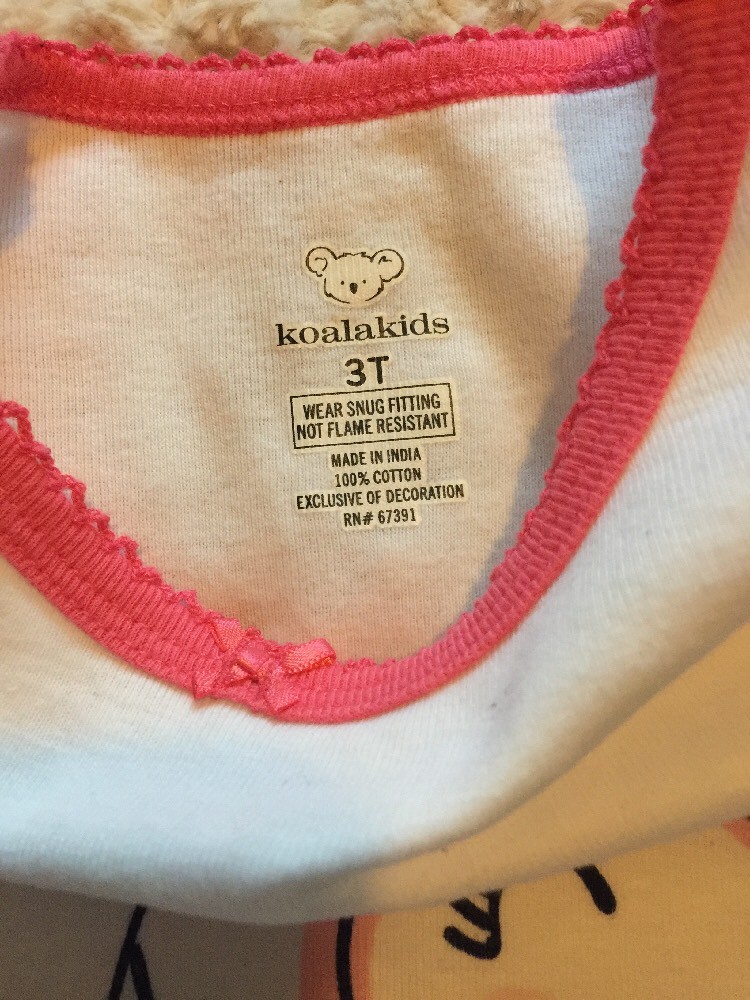 koalakids
3T
WEAR SNUG FITTING
NOT FLAME RESISTANT
MADE IN INDIA
100% COTTON
EXCLUSIVE OF DECORATION
RN# 67391